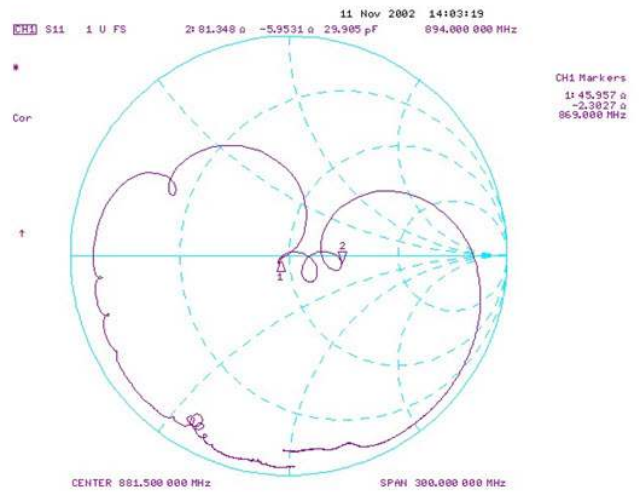 11 Nov 2002 14:03:19
CH1 S11 1 U FS 2: 81.348 Ω -5.9531 Ω 29.905 pF 894.000 000 MHz
*
CH1 Markers
1: 45.957 Ω
-2.3027 Ω
869.000 MHz
Cor
↑
2
1
CENTER 881.500 000 MHz SPAN 300.000 000 MHz